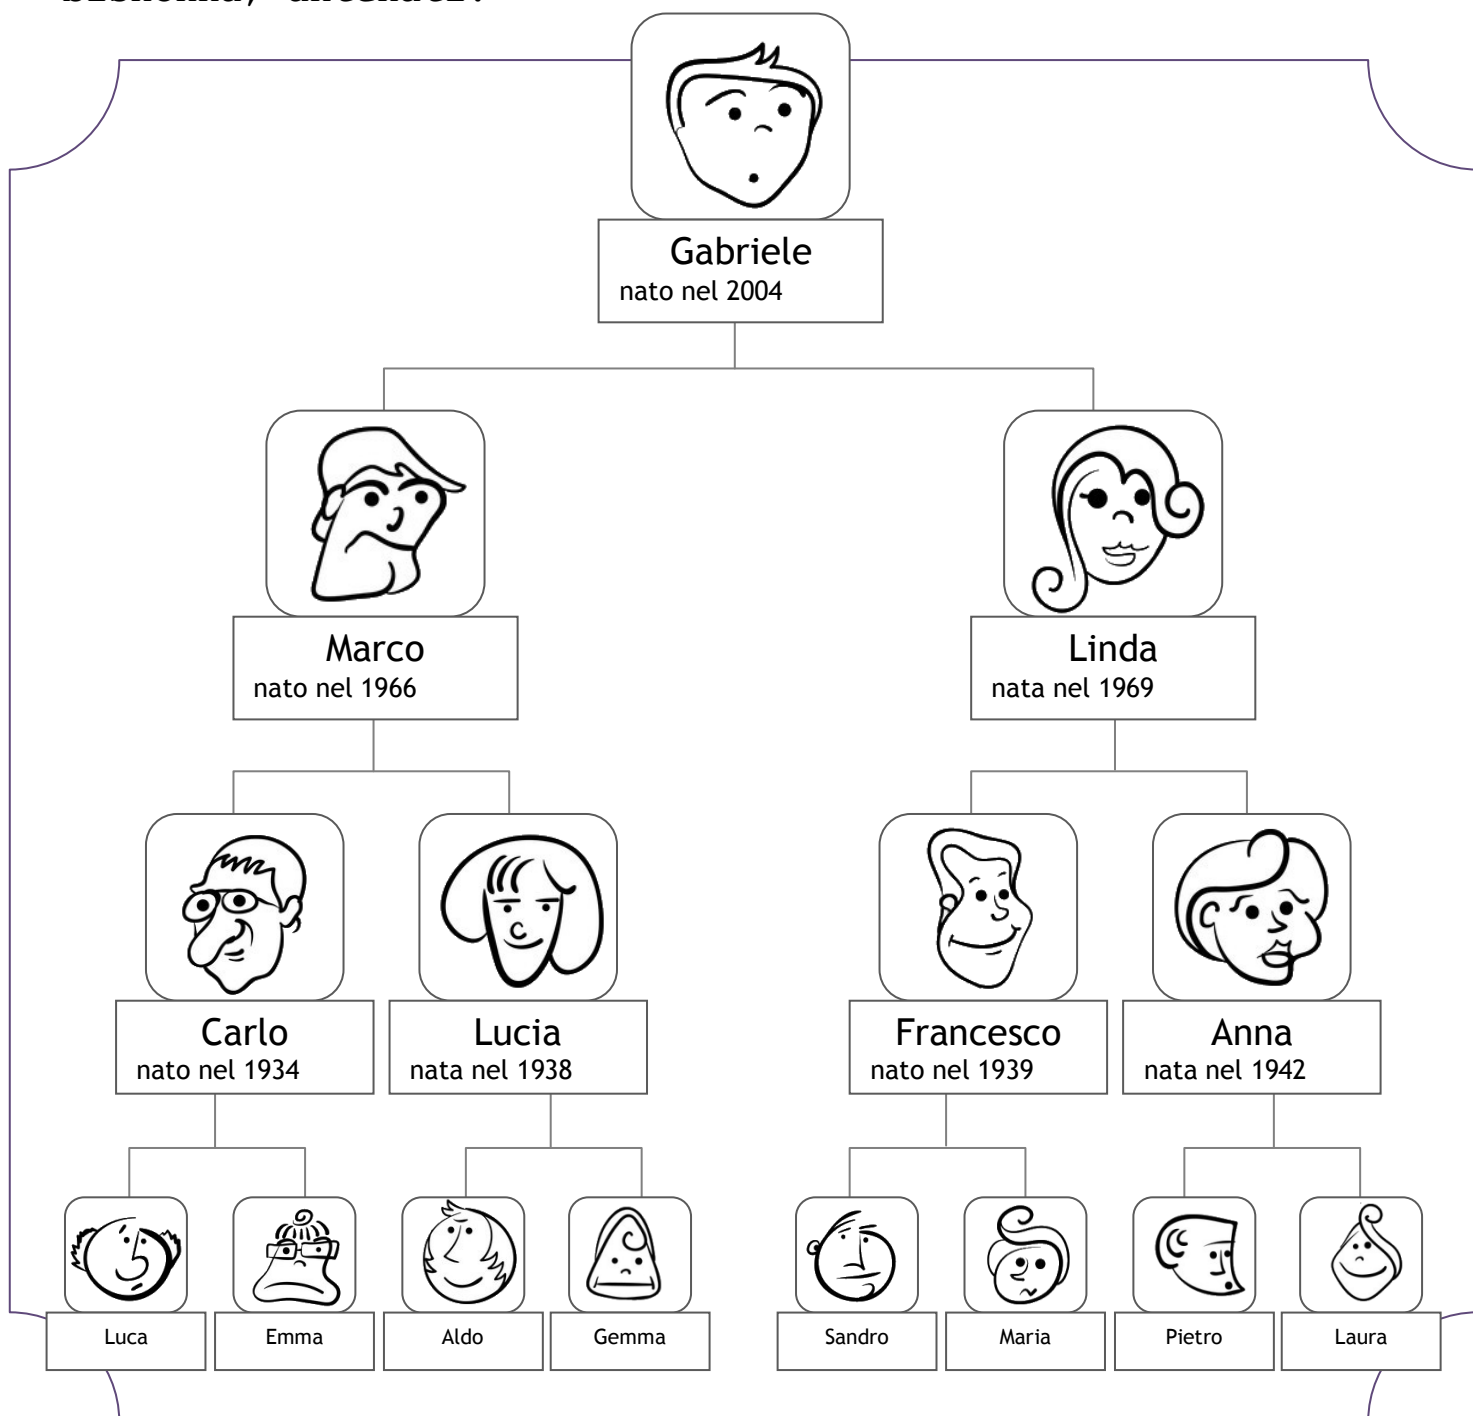 Gabriele
nato nel 2004
Marco
nato nel 1966
Linda
nata nel 1969
Carlo
nato nel 1934
Lucia
nata nel 1938
Francesco
nato nel 1939
Anna
nata nel 1942
Luca
Emma
Aldo
Gemma
Sandro
Maria
Pietro
Laura